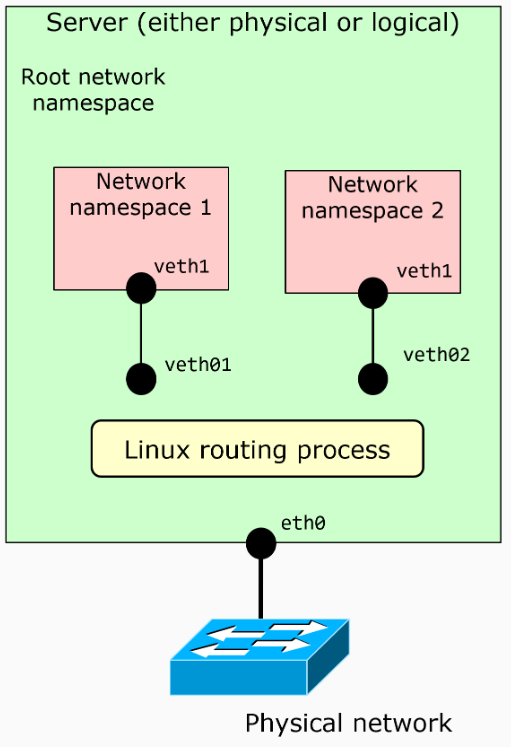 Server (either physical or logical)
Root network
namespace
Network
namespace 1
Network
namespace 2
veth1
veth1
veth01
veth02
Linux routing process
eth0
Physical network